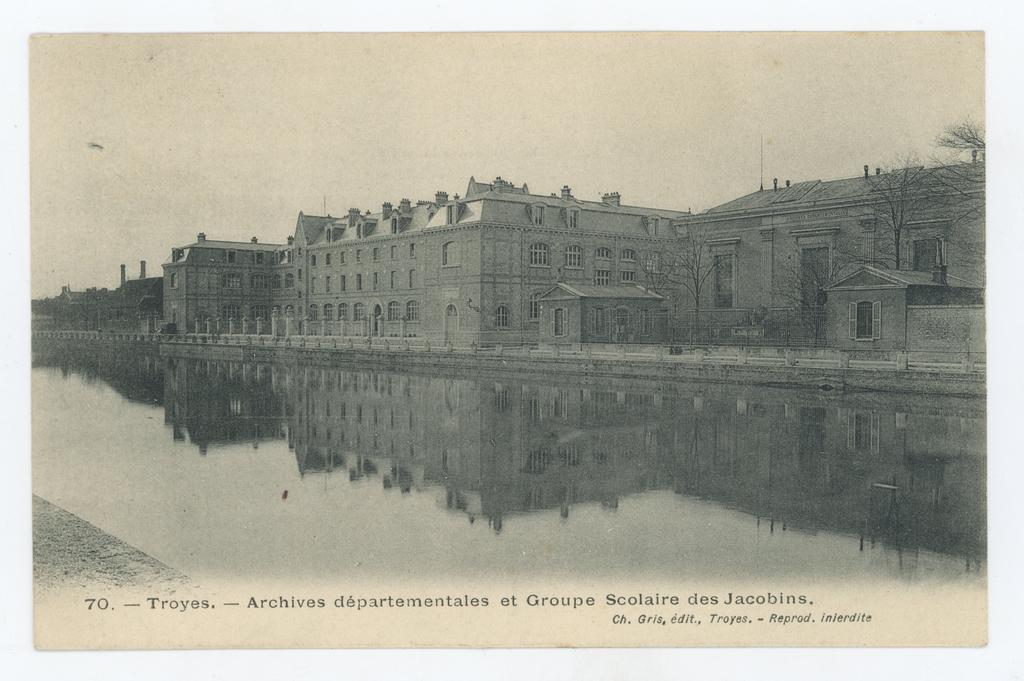 70. — Troyes. — Archives départementales et Groupe Scolaire des Jacobins.
Ch. Gris, édit., Troyes. - Reprod. interdite